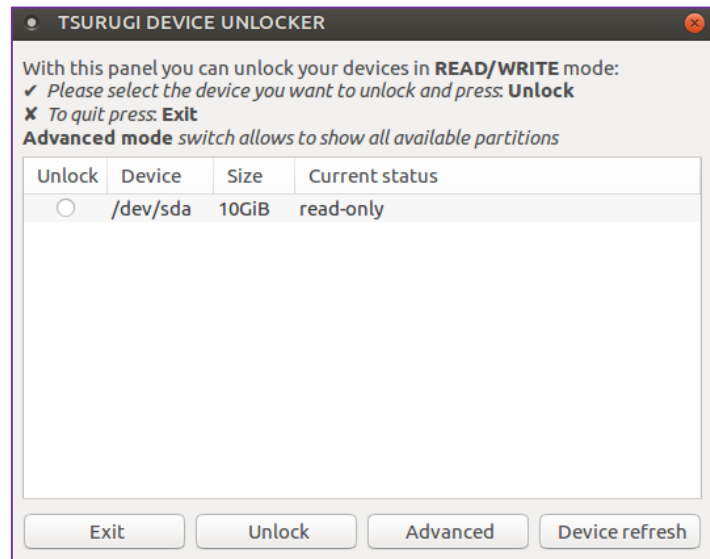 TSURUGI DEVICE UNLOCKER
With this panel you can unlock your devices in READ/WRITE mode:
✔ Please select the device you want to unlock and press: Unlock
✘ To quit press: Exit
Advanced mode switch allows to show all available partitions
Unlock Device Size Current status
/dev/sda 10GiB read-only
Exit Unlock Advanced Device refresh